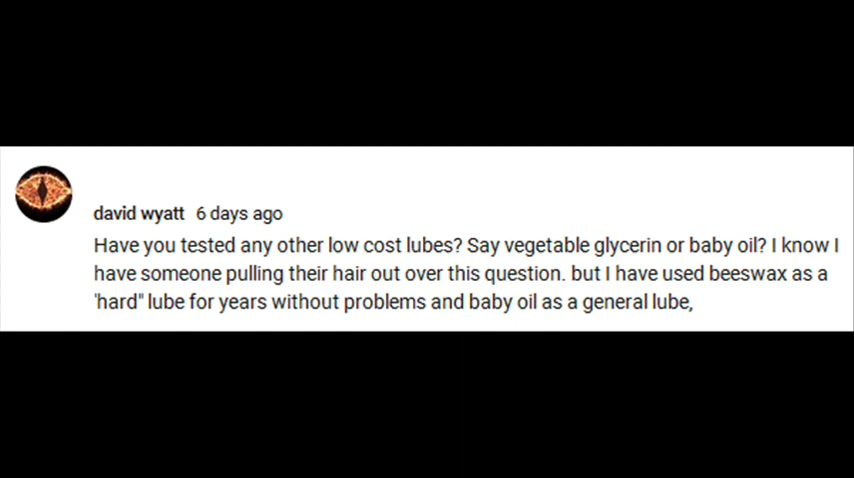 david wyatt 6 days ago
Have you tested any other low cost lubes? Say vegetable glycerin or baby oil? I know I
have someone pulling their hair out over this question. but I have used beeswax as a
'hard" lube for years without problems and baby oil as a general lube,